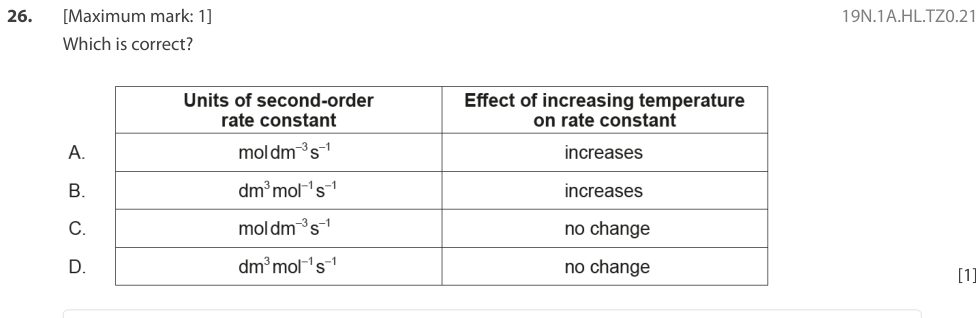 26. [Maximum mark: 1] 19N.1A.HL.TZ0.21
Which is correct?
Units of second-order rate constant Effect of increasing temperature on rate constant
A. mol dm⁻³ s⁻¹ increases
B. dm³ mol⁻¹ s⁻¹ increases
C. mol dm⁻³ s⁻¹ no change
D. dm³ mol⁻¹ s⁻¹ no change
[1]